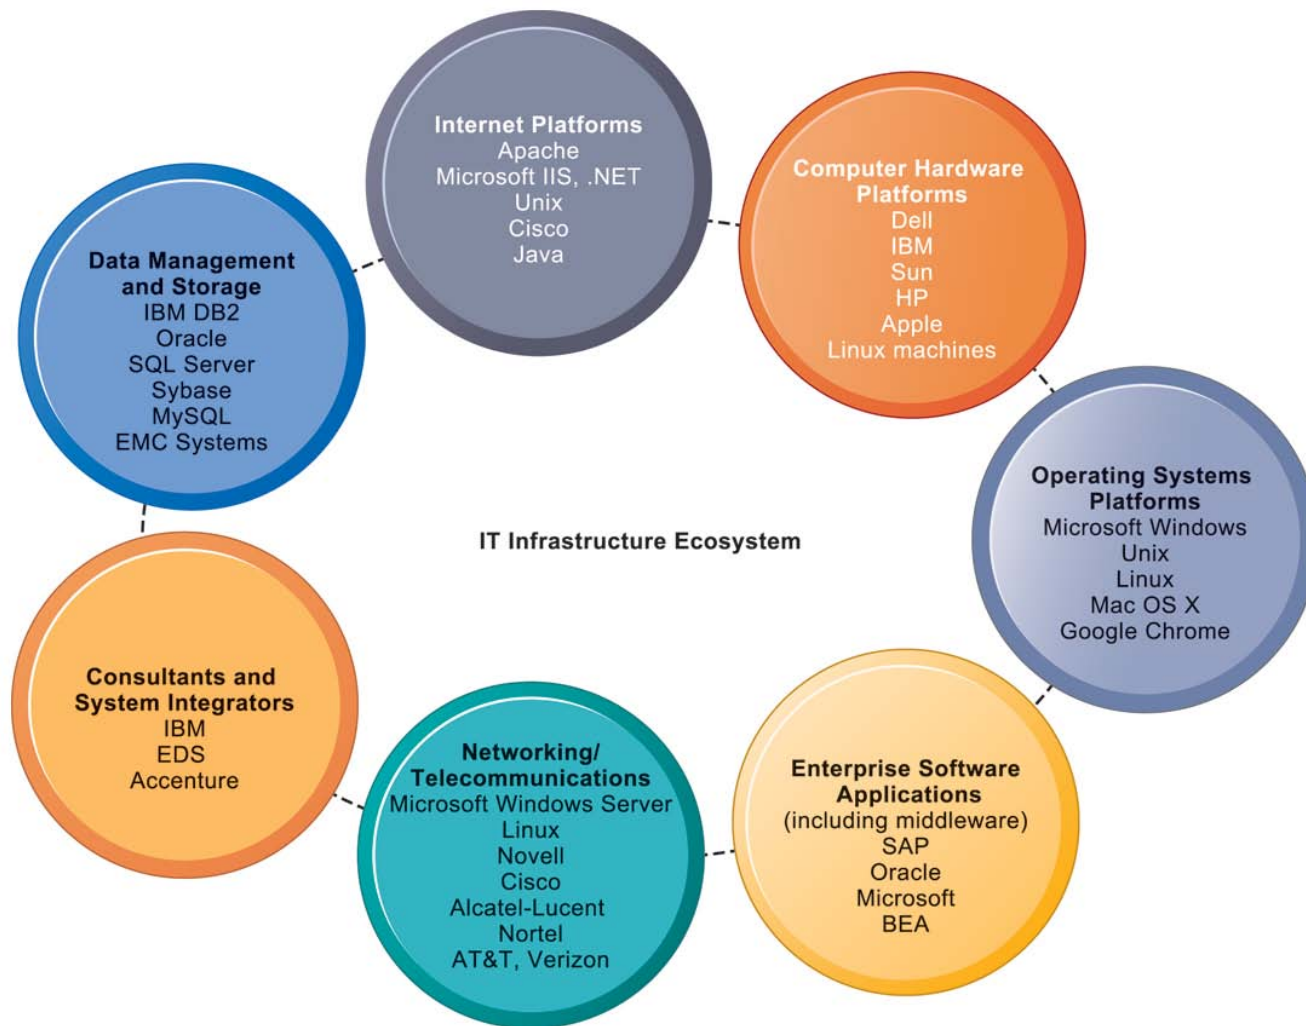 Internet Platforms
Apache
Microsoft IIS, .NET
Unix
Cisco
Java
Computer Hardware
Platforms
Dell
IBM
Sun
HP
Apple
Linux machines
Data Management
and Storage
IBM DB2
Oracle
SQL Server
Sybase
MySQL
EMC Systems
Operating Systems
Platforms
Microsoft Windows
Unix
Linux
Mac OS X
Google Chrome
IT Infrastructure Ecosystem
Consultants and
System Integrators
IBM
EDS
Accenture
Networking/
Telecommunications
Microsoft Windows Server
Linux
Novell
Cisco
Alcatel-Lucent
Nortel
AT&T, Verizon
Enterprise Software
Applications
(including middleware)
SAP
Oracle
Microsoft
BEA